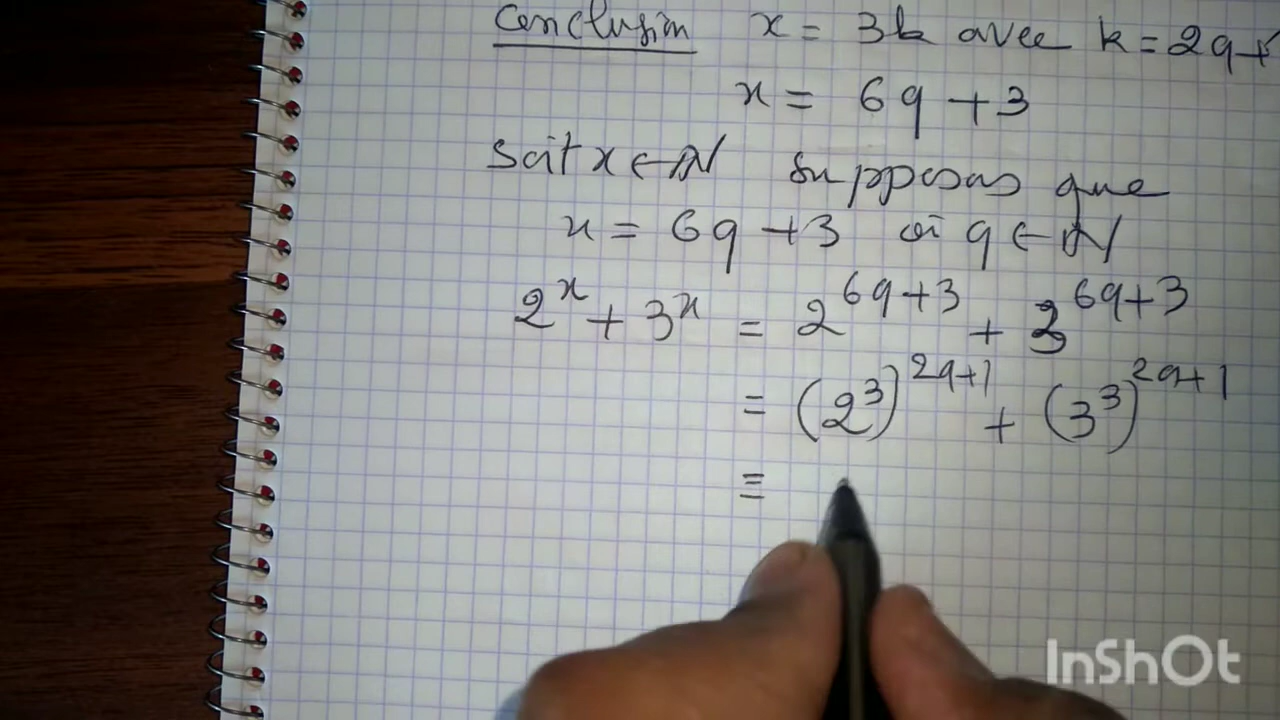 Conclusion x = 3k avec k = 2q+
x = 6q + 3
Soit x ∈ ℕ supposons que
x = 6q + 3 où q ∈ ℕ
2^x + 3^x = 2^{6q+3} + 3^{6q+3}
= (2^3)^{2q+1} + (3^3)^{2q+1}
≡
InShOt